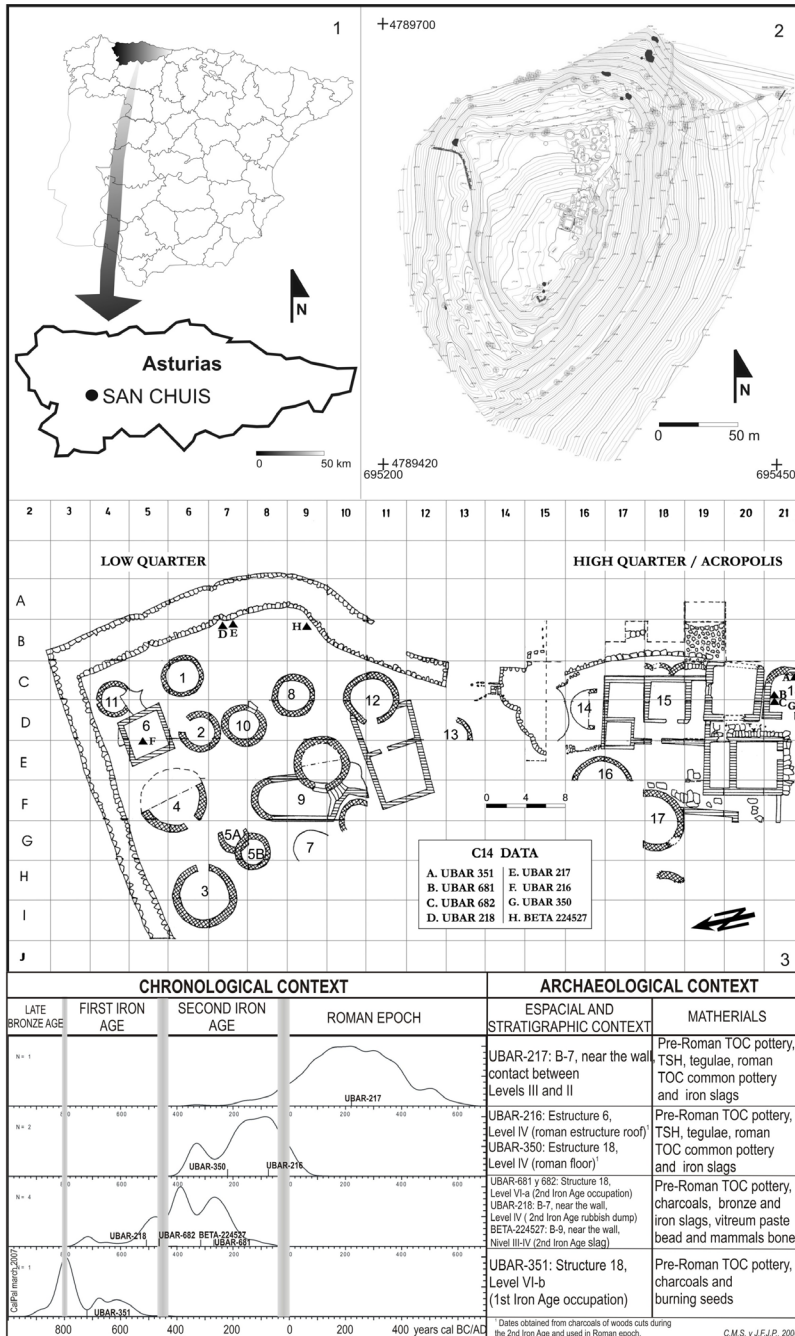 1
2
4789700
N
N
Asturias
SAN CHUIS
0 50 km
0 50 m
4789420
695200
695450
2 3 4 5 6 7 8 9 10 11 12 13 14 15 16 17 18 19 20 21
LOW QUARTER
HIGH QUARTER / ACROPOLIS
A
B
C
D
E
F
G
H
I
J
D E
H
1
11
8
12
6
F
2
10
14
15
A
B
C
G
13
16
4
9
0 4 8
17
5A
5B
7
3
C14 DATA
A. UBAR 351 E. UBAR 217
B. UBAR 681 F. UBAR 216
C. UBAR 682 G. UBAR 350
D. UBAR 218 H. BETA 224527
3
CHRONOLOGICAL CONTEXT
ARCHAEOLOGICAL CONTEXT
LATE
BRONZE AGE
FIRST IRON
AGE
SECOND IRON
AGE
ROMAN EPOCH
ESPACIAL AND
STRATIGRAPHIC CONTEXT
MATHERIALS
N = 1
UBAR-217
UBAR-217: B-7, near the wall,
contact between
Levels III and II
Pre-Roman TOC pottery,
TSH, tegulae, roman
TOC common pottery
and iron slags
N = 2
UBAR-350
UBAR-216
UBAR-216: Estructure 6,
Level IV (roman estructure roof)¹
UBAR-350: Estructure 18,
Level IV (roman floor)¹
Pre-Roman TOC pottery,
TSH, tegulae, roman
TOC common pottery
and iron slags
N = 4
UBAR-218
UBAR-682
BETA-224527
UBAR-681
UBAR-681 y 682: Structure 18,
Level VI-a (2nd Iron Age occupation)
UBAR-218: B-7, near the wall,
Level IV ( 2nd Iron Age rubbish dump)
BETA-224527: B-9, near the wall,
Nivel III-IV (2nd Iron Age slag)
Pre-Roman TOC pottery,
charcoals, bronze and
iron slags, vitreum paste
bead and mammals bone
CalPal march,2007
UBAR-351
UBAR-351: Structure 18,
Level VI-b
(1st Iron Age occupation)
Pre-Roman TOC pottery,
charcoals and
burning seeds
800 600 400 200 0 200 400 years cal BC/AD
¹ Dates obtained from charcoals of woods cuts during
the 2nd Iron Age and used in Roman epoch.
C.M.S. y J.F.J.P.,